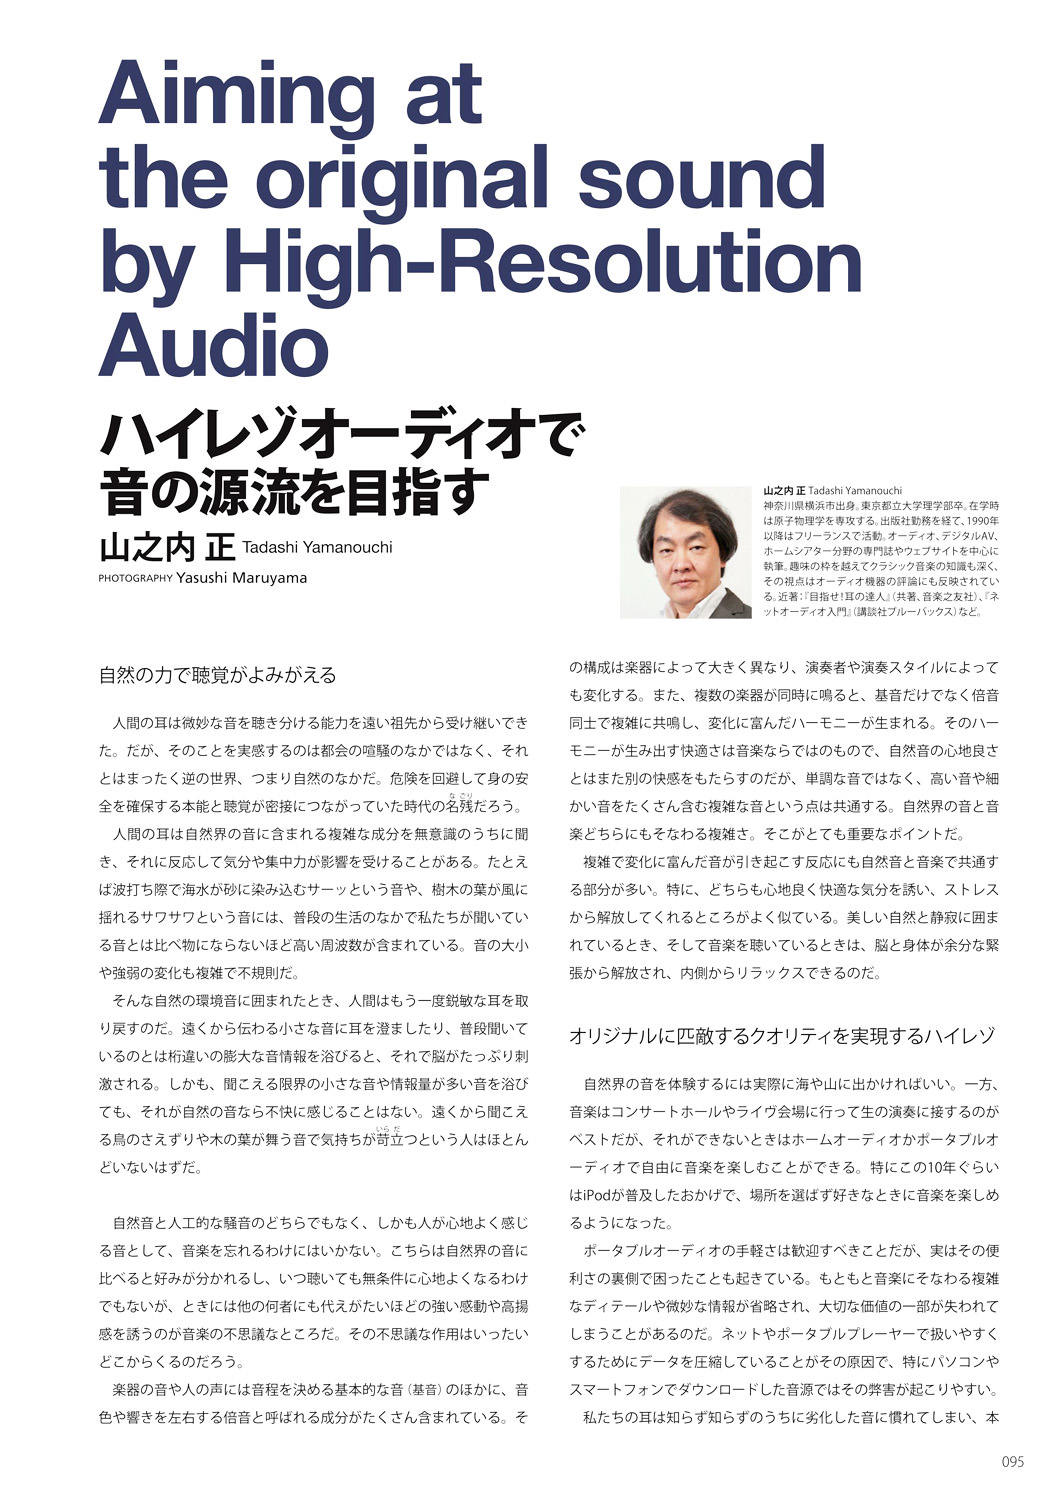 Aiming at
the original sound
by High-Resolution
Audio
ハイレゾオーディオで
音の源流を目指す
山之内 正 Tadashi Yamanouchi
PHOTOGRAPHY Yasushi Maruyama
山之内 正 Tadashi Yamanouchi
神奈川県横浜市出身。東京都立大学理学部卒。在学時
は原子物理学を専攻する。出版社勤務を経て、1990年
以降はフリーランスで活動。オーディオ、デジタルAV、
ホームシアター分野の専門誌やウェブサイトを中心に
執筆。趣味の枠を越えてクラシック音楽の知識も深く、
その視点はオーディオ機器の評論にも反映されてい
る。近著：『目指せ!耳の達人』（共著、音楽之友社）、『ネ
ットオーディオ入門』（講談社ブルーバックス）など。
自然の力で聴覚がよみがえる
人間の耳は微妙な音を聴き分ける能力を遠い祖先から受け継いでき
た。だが、そのことを実感するのは都会の喧騒のなかではなく、それ
とはまったく逆の世界、つまり自然のなかだ。危険を回避して身の安
なごり
全を確保する本能と聴覚が密接につながっていた時代の名残だろう。
人間の耳は自然界の音に含まれる複雑な成分を無意識のうちに聞
き、それに反応して気分や集中力が影響を受けることがある。たとえ
ば波打ち際で海水が砂に染み込むサーッという音や、樹木の葉が風に
揺れるサワサワという音には、普段の生活のなかで私たちが聞いてい
る音とは比べ物にならないほど高い周波数が含まれている。音の大小
や強弱の変化も複雑で不規則だ。
そんな自然の環境音に囲まれたとき、人間はもう一度鋭敏な耳を取
り戻すのだ。遠くから伝わる小さな音に耳を澄ましたり、普段聞いて
いるのとは桁違いの膨大な音情報を浴びると、それで脳がたっぷり刺
激される。しかも、聞こえる限界の小さな音や情報量が多い音を浴び
ても、それが自然の音なら不快に感じることはない。遠くから聞こえ
いらだ
る鳥のさえずりや木の葉が舞う音で気持ちが苛立つという人はほとん
どいないはずだ。
自然音と人工的な騒音のどちらでもなく、しかも人が心地よく感じ
る音として、音楽を忘れるわけにはいかない。こちらは自然界の音に
比べると好みが分かれるし、いつ聴いても無条件に心地よくなるわけ
でもないが、ときには他の何者にも代えがたいほどの強い感動や高揚
感を誘うのが音楽の不思議なところだ。その不思議な作用はいったい
どこからくるのだろう。
楽器の音や人の声には音程を決める基本的な音（基音）のほかに、音
色や響きを左右する倍音と呼ばれる成分がたくさん含まれている。そ
の構成は楽器によって大きく異なり、演奏者や演奏スタイルによって
も変化する。また、複数の楽器が同時に鳴ると、基音だけでなく倍音
同士で複雑に共鳴し、変化に富んだハーモニーが生まれる。そのハー
モニーが生み出す快適さは音楽ならではのもので、自然音の心地良さ
とはまた別の快感をもたらすのだが、単調な音ではなく、高い音や細
かい音をたくさん含む複雑な音という点は共通する。自然界の音と音
楽どちらにもそなわる複雑さ。そこがとても重要なポイントだ。
複雑で変化に富んだ音が引き起こす反応にも自然音と音楽で共通す
る部分が多い。特に、どちらも心地良く快適な気分を誘い、ストレス
から解放してくれるところがよく似ている。美しい自然と静寂に囲ま
れているとき、そして音楽を聴いているときは、脳と身体が余分な緊
張から解放され、内側からリラックスできるのだ。
オリジナルに匹敵するクオリティを実現するハイレゾ
自然界の音を体験するには実際に海や山に出かければいい。一方、
音楽はコンサートホールやライヴ会場に行って生の演奏に接するのが
ベストだが、それができないときはホームオーディオかポータブルオ
ーディオで自由に音楽を楽しむことができる。特にこの10年ぐらい
はiPodが普及したおかげで、場所を選ばず好きなときに音楽を楽しめ
るようになった。
ポータブルオーディオの手軽さは歓迎すべきことだが、実はその便
利さの裏側で困ったことも起きている。もともと音楽にそなわる複雑
なディテールや微妙な情報が省略され、大切な価値の一部が失われて
しまうことがあるのだ。ネットやポータブルプレーヤーで扱いやすく
するためにデータを圧縮していることがその原因で、特にパソコンや
スマートフォンでダウンロードした音源ではその弊害が起こりやすい。
私たちの耳は知らず知らずのうちに劣化した音に慣れてしまい、本
095